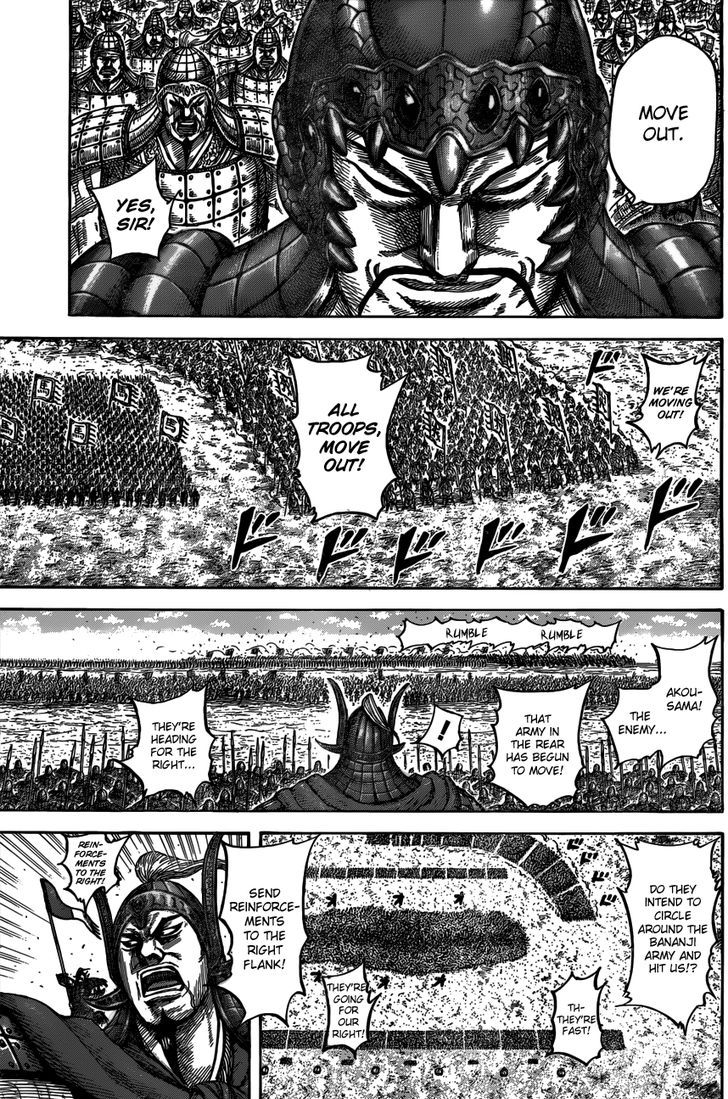 MOVE
OUT.
YES,
SIR!
WE'RE
MOVING
OUT!
ド
ALL
TROOPS,
MOVE
OUT!
ド
ド
ド
ド
ド
ド
RUMBLE
RUMBLE
AKOU-
SAMA!
THE
ENEMY...
THAT
ARMY IN
THE REAR
HAS BEGUN
TO MOVE!
!
THEY'RE
HEADING
FOR THE
RIGHT...
DO THEY
INTEND TO
CIRCLE
AROUND THE
BANANJI
ARMY AND
HIT US!?
TH-
THEY'RE
FAST!
THEY'RE
GOING
FOR OUR
RIGHT!
SEND
REINFORCE-
MENTS
TO THE
RIGHT
FLANK!
REIN-
FORCE-
MENTS
TO THE
RIGHT!